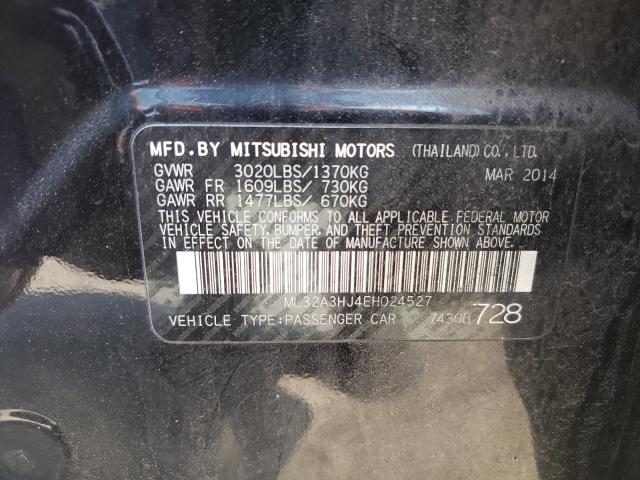 MFD.BY MITSUBISHI MOTORS (THAILAND) CO., LTD.
GVWR 3020LBS/1370KG MAR 2014
GAWR FR 1609LBS/ 730KG
GAWR RR 1477LBS/ 670KG
THIS VEHICLE CONFORMS TO ALL APPLICABLE FEDERAL MOTOR
VEHICLE SAFETY, BUMPER, AND THEFT PREVENTION STANDARDS
IN EFFECT ON THE DATE OF MANUFACTURE SHOWN ABOVE.
ML32A3HJ4EH024527
VEHICLE TYPE:PASSENGER CAR 728